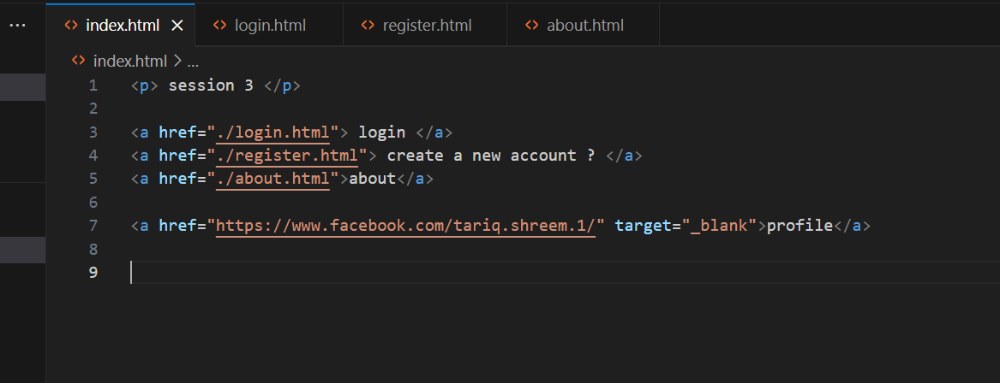 ... index.html login.html register.html about.html
index.html > ...
1 <p> session 3 </p>
2
3 <a href="./login.html"> login </a>
4 <a href="./register.html"> create a new account ? </a>
5 <a href="./about.html">about</a>
6
7 <a href="https://www.facebook.com/tariq.shreem.1/" target="_blank">profile</a>
8
9